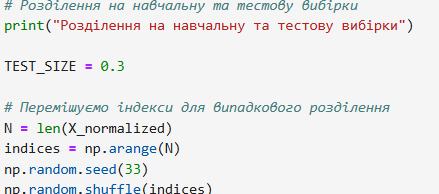 # Розділення на навчальну та тестову вибірки
print("Розділення на навчальну та тестову вибірки")
TEST_SIZE = 0.3
# Перемішуємо індекси для випадкового розділення
N = len(X_normalized)
indices = np.arange(N)
np.random.seed(33)
np.random.shuffle(indices)